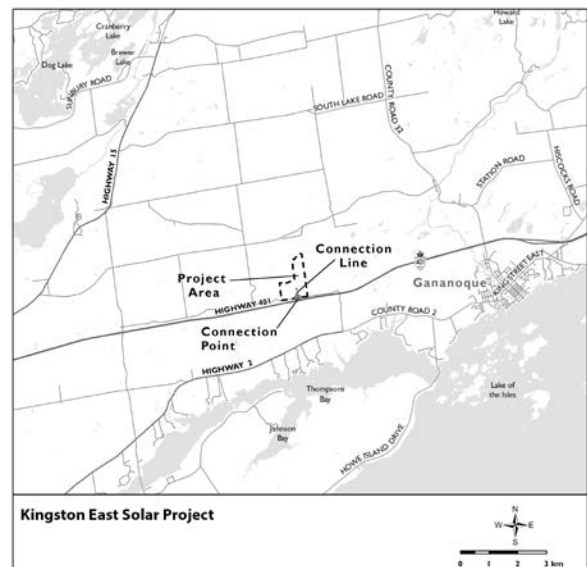 Cranberry
Lake
Brewer
Lake
Dog Lake
SUNBURY ROAD
HIGHWAY 15
Howard
Lake
COUNTY ROAD 32
SOUTH LAKE ROAD
STATION ROAD
HISCOCKS ROAD
Connection
Line
Project
Area
HIGHWAY 401
Connection
Point
Gananoque
KING STREET EAST
COUNTY ROAD 2
HIGHWAY 2
Thompsons
Bay
Johnson
Bay
Lake of
the Isles
HOWE ISLAND DRIVE
Kingston East Solar Project
N
W
E
S
0 1 2 3 km